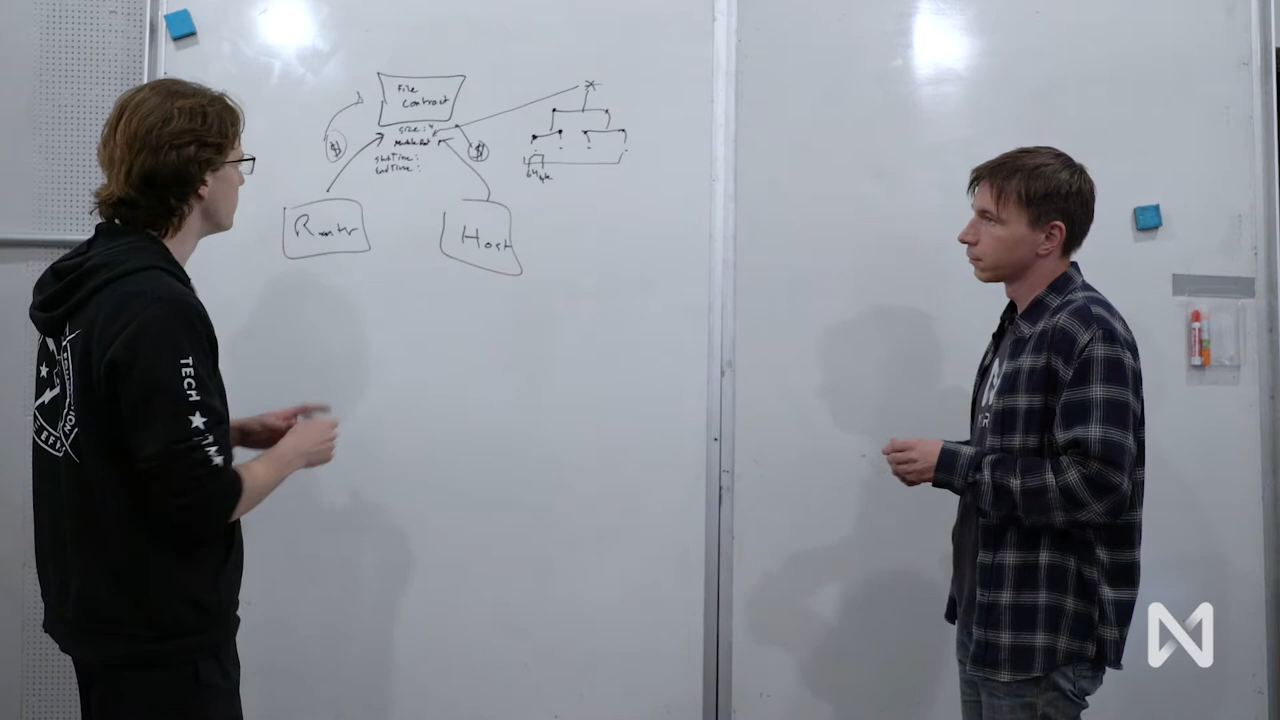 File
contract
size:
Merkle Root
startTime:
endTime:
$
$
64 byte
Renter
Host
TECH